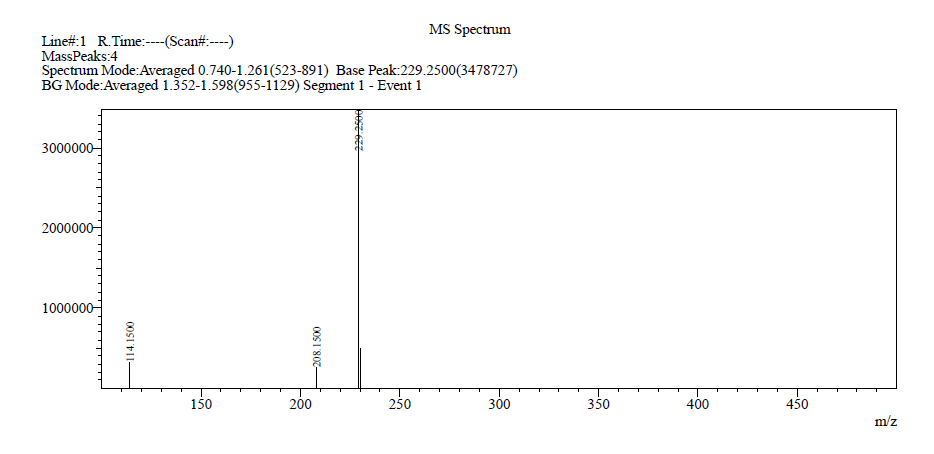 MS Spectrum
Line#:1 R.Time:----(Scan#:----)
MassPeaks:4
Spectrum Mode:Averaged 0.740-1.261(523-891) Base Peak:229.2500(3478727)
BG Mode:Averaged 1.352-1.598(955-1129) Segment 1 - Event 1
229.2500
3000000
2000000
1000000
114.1500
208.1500
150 200 250 300 350 400 450
m/z